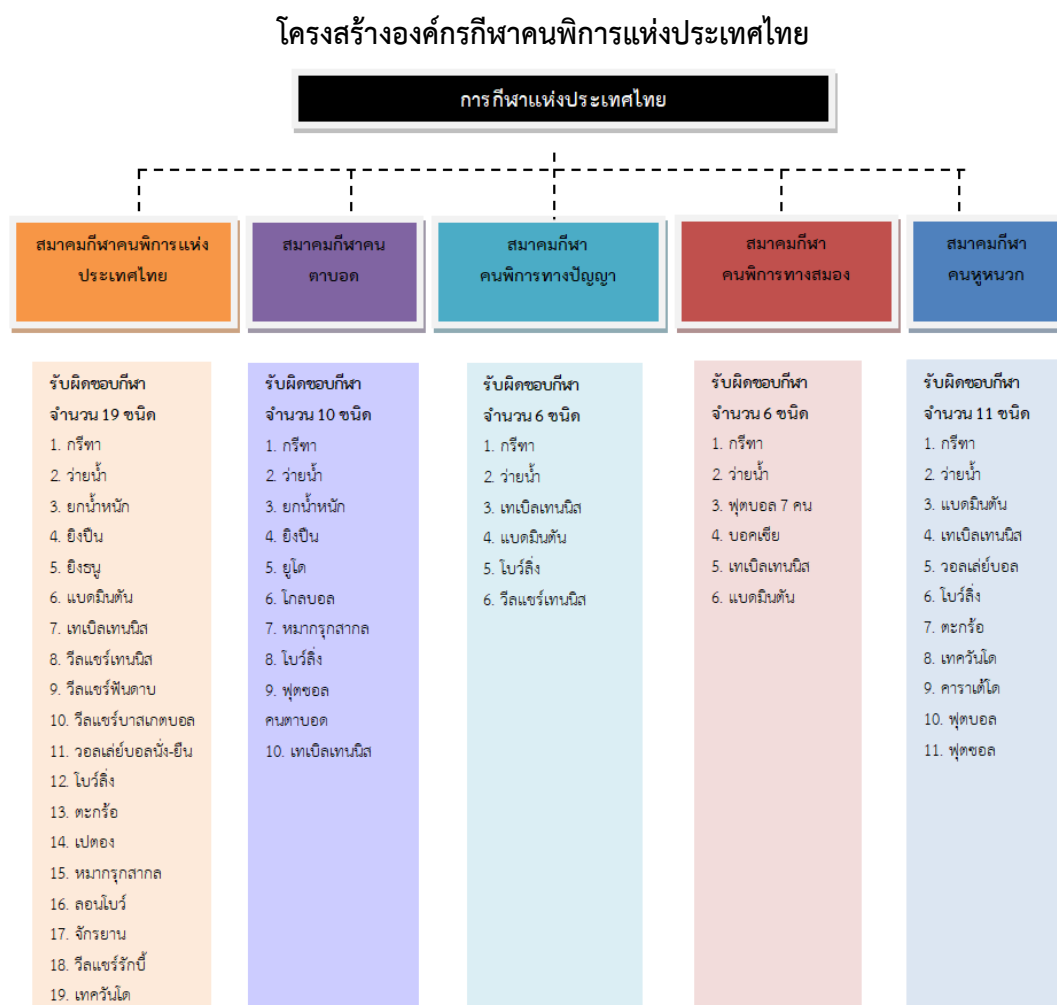 โครงสร้างองค์กรกีฬาคนพิการแห่งประเทศไทย
การกีฬาแห่งประเทศไทย
สมาคมกีฬาคนพิการแห่ง
ประเทศไทย
สมาคมกีฬาคน
ตาบอด
สมาคมกีฬา
คนพิการทางปัญญา
สมาคมกีฬา
คนพิการทางสมอง
สมาคมกีฬา
คนหูหนวก
รับผิดชอบกีฬา
จำนวน 19 ชนิด
1. กรีฑา
2. ว่ายน้ำ
3. ยกน้ำหนัก
4. ยิงปืน
5. ยิงธนู
6. แบดมินตัน
7. เทเบิลเทนนิส
8. วีลแชร์เทนนิส
9. วีลแชร์ฟันดาบ
10. วีลแชร์บาสเกตบอล
11. วอลเล่ย์บอลนั่ง-ยืน
12. โบว์ลิ่ง
13. ตะกร้อ
14. เปตอง
15. หมากรุกสากล
16. ลอนโบว์
17. จักรยาน
18. วีลแชร์รักบี้
19. เทควันโด
รับผิดชอบกีฬา
จำนวน 10 ชนิด
1. กรีฑา
2. ว่ายน้ำ
3. ยกน้ำหนัก
4. ยิงปืน
5. ยูโด
6. โกลบอล
7. หมากรุกสากล
8. โบว์ลิ่ง
9. ฟุตซอล
คนตาบอด
10. เทเบิลเทนนิส
รับผิดชอบกีฬา
จำนวน 6 ชนิด
1. กรีฑา
2. ว่ายน้ำ
3. เทเบิลเทนนิส
4. แบดมินตัน
5. โบว์ลิ่ง
6. วีลแชร์เทนนิส
รับผิดชอบกีฬา
จำนวน 6 ชนิด
1. กรีฑา
2. ว่ายน้ำ
3. ฟุตบอล 7 คน
4. บอคเซีย
5. เทเบิลเทนนิส
6. แบดมินตัน
รับผิดชอบกีฬา
จำนวน 11 ชนิด
1. กรีฑา
2. ว่ายน้ำ
3. แบดมินตัน
4. เทเบิลเทนนิส
5. วอลเล่ย์บอล
6. โบว์ลิ่ง
7. ตะกร้อ
8. เทควันโด
9. คาราเต้โด
10. ฟุตบอล
11. ฟุตซอล